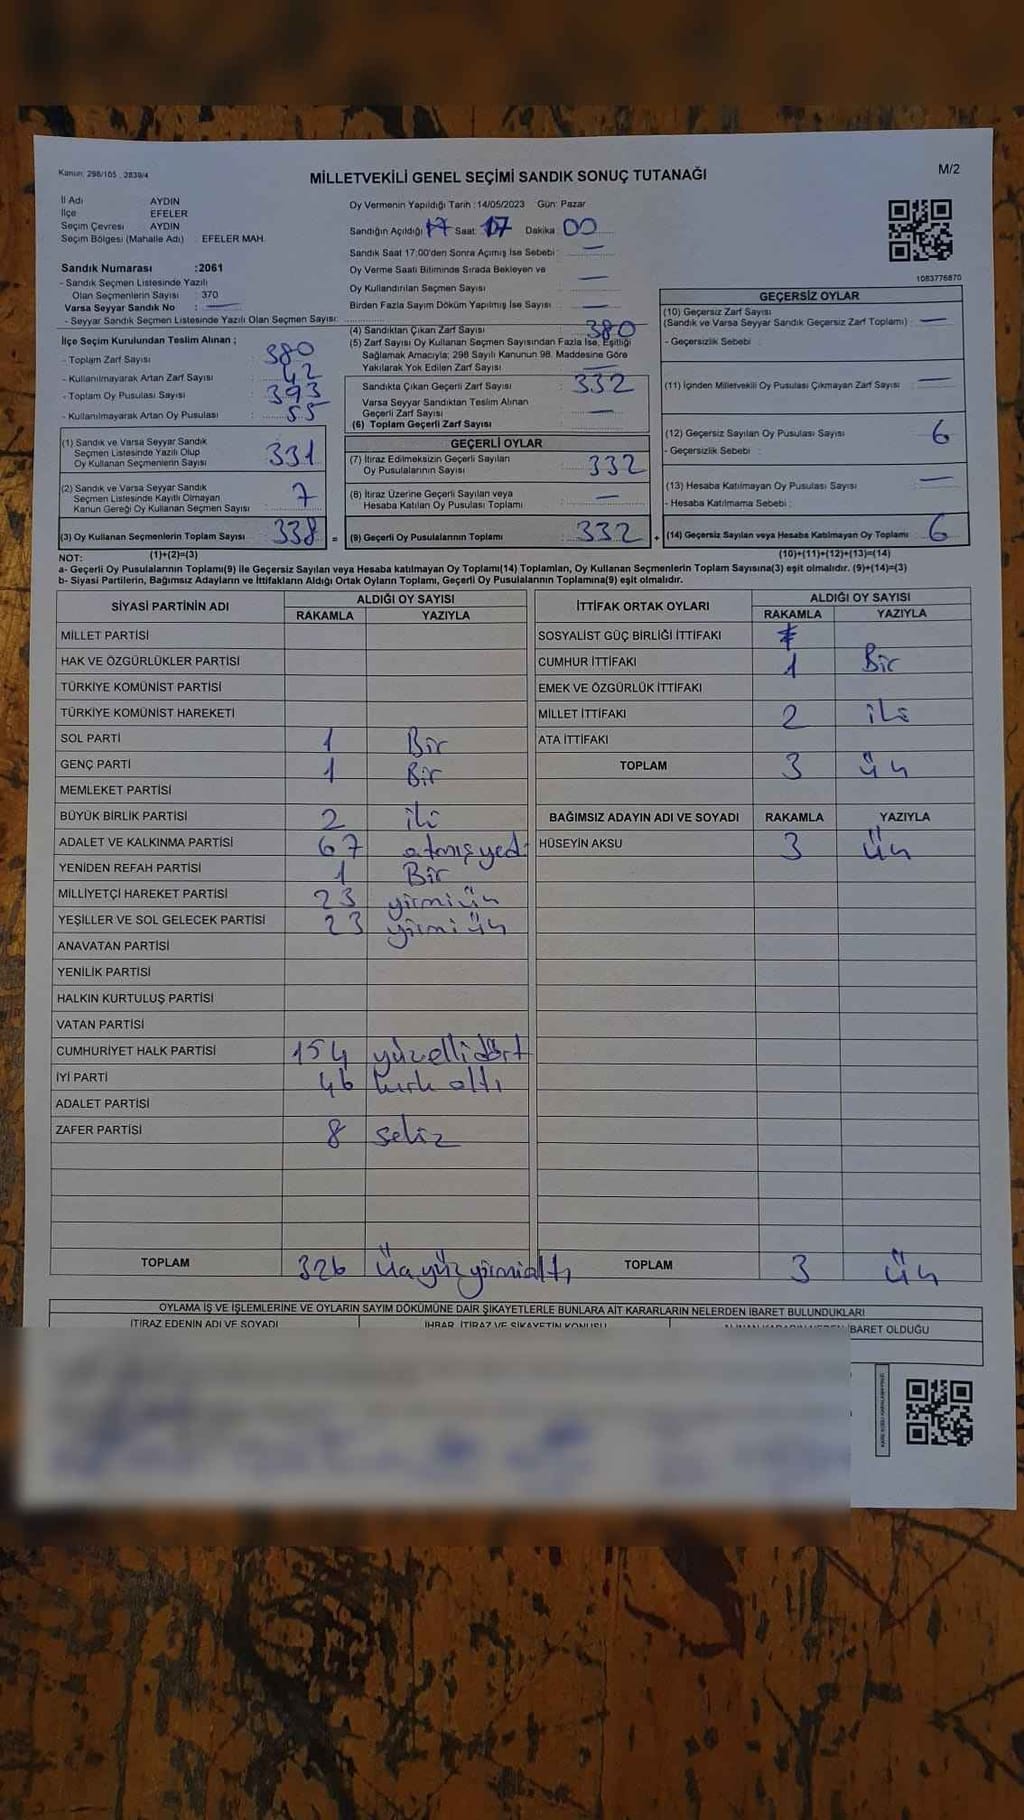 Kanun: 298/105 , 2839/4
MİLLETVEKİLİ GENEL SEÇİMİ SANDIK SONUÇ TUTANAĞI
M/2
İl Adı AYDIN
İlçe EFELER
Seçim Çevresi AYDIN
Seçim Bölgesi (Mahalle Adı) : EFELER MAH.
Sandık Numarası :2061
- Sandık Seçmen Listesinde Yazılı
Olan Seçmenlerin Sayısı : 370
Varsa Seyyar Sandık No : —
- Seyyar Sandık Seçmen Listesinde Yazılı Olan Seçmen Sayısı:
İlçe Seçim Kurulundan Teslim Alınan ;
- Toplam Zarf Sayısı 380
- Kullanılmayarak Artan Zarf Sayısı 42
- Toplam Oy Pusulası Sayısı 393
- Kullanılmayarak Artan Oy Pusulası 55
(1) Sandık ve Varsa Seyyar Sandık
Seçmen Listesinde Yazılı Olup
Oy Kullanan Seçmenlerin Sayısı 331
(2) Sandık ve Varsa Seyyar Sandık
Seçmen Listesinde Kayıtlı Olmayan
Kanun Gereği Oy Kullanan Seçmen Sayısı 7
(3) Oy Kullanan Seçmenlerin Toplam Sayısı 338 =
(1)+(2)=(3)
Oy Vermenin Yapıldığı Tarih :14/05/2023 Gün: Pazar
Sandığın Açıldığı 17 Saat: 17 Dakika 00
Sandık Saat 17:00'den Sonra Açımış İse Sebebi : —
Oy Verme Saati Bitiminde Sırada Bekleyen ve
Oy Kullandırılan Seçmen Sayısı —
Birden Fazla Sayım Döküm Yapılmış İse Sayısı : —
(4) Sandıktan Çıkan Zarf Sayısı 380
(5) Zarf Sayısı Oy Kullanan Seçmen Sayısından Fazla İse, Eşitliği
Sağlamak Amacıyla; 298 Sayılı Kanunun 98. Maddesine Göre
Yakılarak Yok Edilen Zarf Sayısı —
Sandıkta Çıkan Geçerli Zarf Sayısı : 332
Varsa Seyyar Sandıktan Teslim Alınan
Geçerli Zarf Sayısı —
(6) Toplam Geçerli Zarf Sayısı
GEÇERLİ OYLAR
(7) İtiraz Edilmeksizin Geçerli Sayılan
Oy Pusulalarının Sayısı 332
(8) İtiraz Üzerine Geçerli Sayılan veya
Hesaba Katılan Oy Pusulası Toplamı —
(9) Geçerli Oy Pusulalarının Toplamı : 332 +
1083776870
GEÇERSİZ OYLAR
(10) Geçersiz Zarf Sayısı
(Sandık ve Varsa Seyyar Sandık Geçersiz Zarf Toplamı) : —
- Geçersizlik Sebebi :
(11) İçinden Milletvekili Oy Pusulası Çıkmayan Zarf Sayısı : —
(12) Geçersiz Sayılan Oy Pusulası Sayısı : 6
- Geçersizlik Sebebi :
(13) Hesaba Katılmayan Oy Pusulası Sayısı : —
- Hesaba Katılmama Sebebi :
(14) Geçersiz Sayılan veya Hesaba Katılmayan Oy Toplamı : 6
(10)+(11)+(12)+(13)=(14)
NOT:
a- Geçerli Oy Pusulalarının Toplamı(9) ile Geçersiz Sayılan veya Hesaba katılmayan Oy Toplamı(14) Toplamları, Oy Kullanan Seçmenlerin Toplam Sayısına(3) eşit olmalıdır. (9)+(14)=(3)
b- Siyasi Partilerin, Bağımsız Adayların ve İttifakların Aldığı Ortak Oyların Toplamı, Geçerli Oy Pusulalarının Toplamına(9) eşit olmalıdır.
SİYASİ PARTİNİN ADI ALDIĞI OY SAYISI
RAKAMLA YAZIYLA
MİLLET PARTİSİ
HAK VE ÖZGÜRLÜKLER PARTİSİ
TÜRKİYE KOMÜNİST PARTİSİ
TÜRKİYE KOMÜNİST HAREKETİ
SOL PARTİ 1 Bir
GENÇ PARTİ 1 Bir
MEMLEKET PARTİSİ
BÜYÜK BİRLİK PARTİSİ 2 iki
ADALET VE KALKINMA PARTİSİ 67 atmışyedi
YENİDEN REFAH PARTİSİ 1 Bir
MİLLİYETÇİ HAREKET PARTİSİ 23 yirmiüç
YEŞİLLER VE SOL GELECEK PARTİSİ 23 yirmiüç
ANAVATAN PARTİSİ
YENİLİK PARTİSİ
HALKIN KURTULUŞ PARTİSİ
VATAN PARTİSİ
CUMHURİYET HALK PARTİSİ 154 yüzellidört
İYİ PARTİ 46 kırk altı
ADALET PARTİSİ
ZAFER PARTİSİ 8 sekiz
TOPLAM 326 Üçyüzyirmialtı
İTTİFAK ORTAK OYLARI ALDIĞI OY SAYISI
RAKAMLA YAZIYLA
SOSYALİST GÜÇ BİRLİĞİ İTTİFAKI
CUMHUR İTTİFAKI 1 Bir
EMEK VE ÖZGÜRLÜK İTTİFAKI
MİLLET İTTİFAKI 2 iki
ATA İTTİFAKI
TOPLAM 3 üç
BAĞIMSIZ ADAYIN ADI VE SOYADI RAKAMLA YAZIYLA
HÜSEYİN AKSU 3 Üç
TOPLAM 3 Üç
OYLAMA İŞ VE İŞLEMLERİNE VE OYLARIN SAYIM DÖKÜMÜNE DAİR ŞİKAYETLERLE BUNLARA AİT KARARLARIN NELERDEN İBARET BULUNDUKLARI
İTİRAZ EDENİN ADI VE SOYADI İHBAR, İTİRAZ VE ŞİKAYETİN KONUSU İBARET OLDUĞU